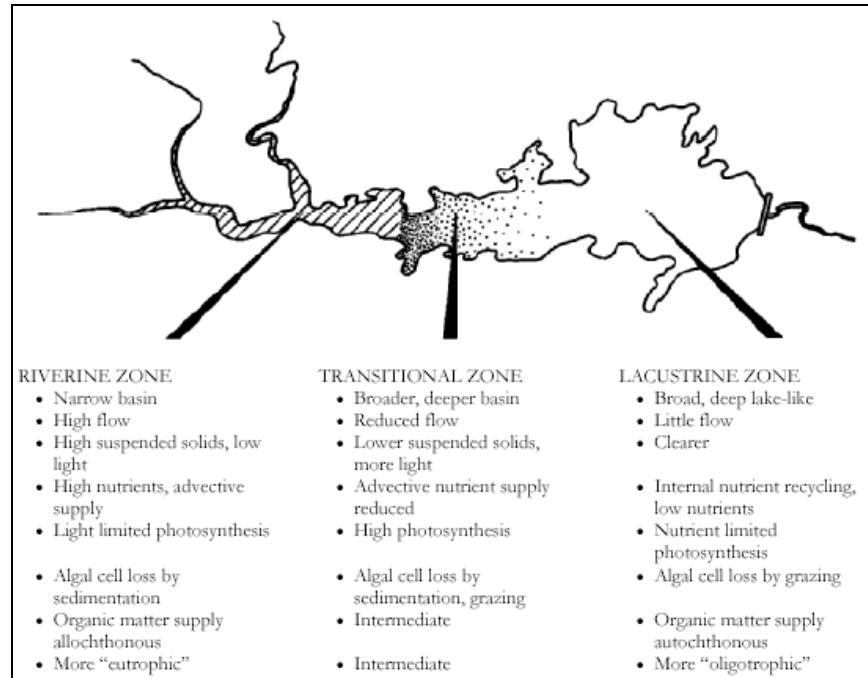 RIVERINE ZONE
• Narrow basin
• High flow
• High suspended solids, low
light
• High nutrients, advective
supply
• Light limited photosynthesis
• Algal cell loss by
sedimentation
• Organic matter supply
allochthonous
• More “eutrophic”
TRANSITIONAL ZONE
• Broader, deeper basin
• Reduced flow
• Lower suspended solids,
more light
• Advective nutrient supply
reduced
• High photosynthesis
• Algal cell loss by
sedimentation, grazing
• Intermediate
• Intermediate
LACUSTRINE ZONE
• Broad, deep lake-like
• Little flow
• Clearer
• Internal nutrient recycling,
low nutrients
• Nutrient limited
photosynthesis
• Algal cell loss by grazing
• Organic matter supply
autochthonous
• More “oligotrophic”